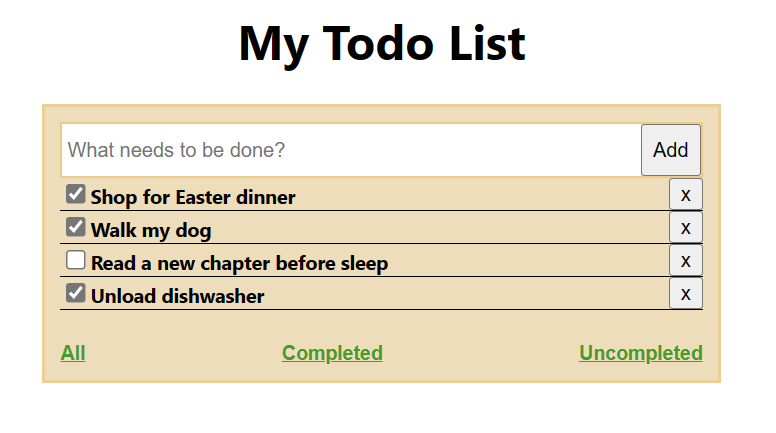 My Todo List
What needs to be done? Add
Shop for Easter dinner x
Walk my dog x
Read a new chapter before sleep x
Unload dishwasher x
All Completed Uncompleted